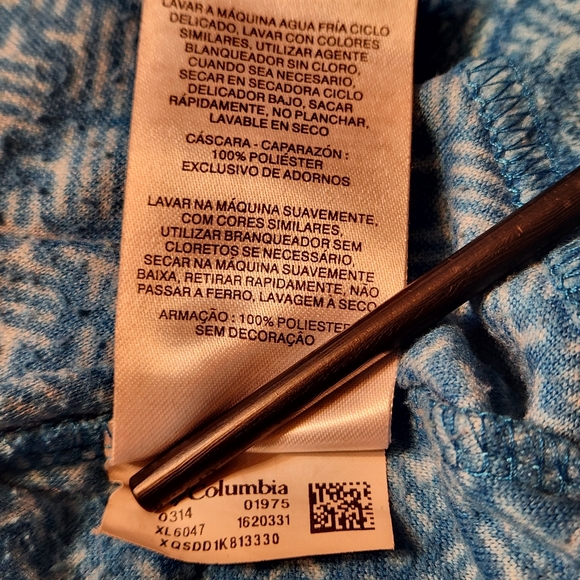 LAVAR A MÁQUINA AGUA FRÍA CICLO
DELICADO, LAVAR CON COLORES
SIMILARES, UTILIZAR AGENTE
BLANQUEADOR SIN CLORO,
CUANDO SEA NECESARIO,
SECAR EN SECADORA CICLO
DELICADOR BAJO, SACAR
RÁPIDAMENTE, NO PLANCHAR,
LAVABLE EN SECO
CÁSCARA - CAPARAZÓN :
100% POLIÉSTER
EXCLUSIVO DE ADORNOS
LAVAR NA MÁQUINA SUAVEMENTE,
COM CORES SIMILARES,
UTILIZAR BRANQUEADOR SEM
CLORETOS SE NECESSÁRIO,
SECAR NA MÁQUINA SUAVEMENTE
BAIXA, RETIRAR RAPIDAMENTE, NÃO
PASSAR A FERRO, LAVAGEM À SECO
ARMAÇÃO : 100% POLIESTER
SEM DECORAÇÃO
Columbia
0314 01975
XL6047 1620331
XQSDD1K813330